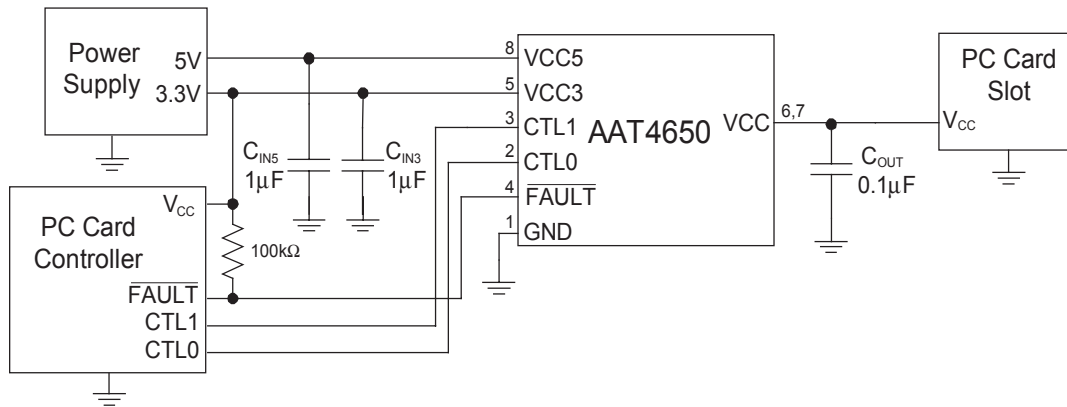 Power
Supply
5V
3.3V
8
VCC5
5
VCC3
3
CTL1
2
CTL0
4
FAULT
1
GND
AAT4650
VCC
6,7
PC Card
Slot
VCC
CIN5
1µF
CIN3
1µF
COUT
0.1µF
PC Card
Controller
VCC
100kΩ
FAULT
CTL1
CTL0